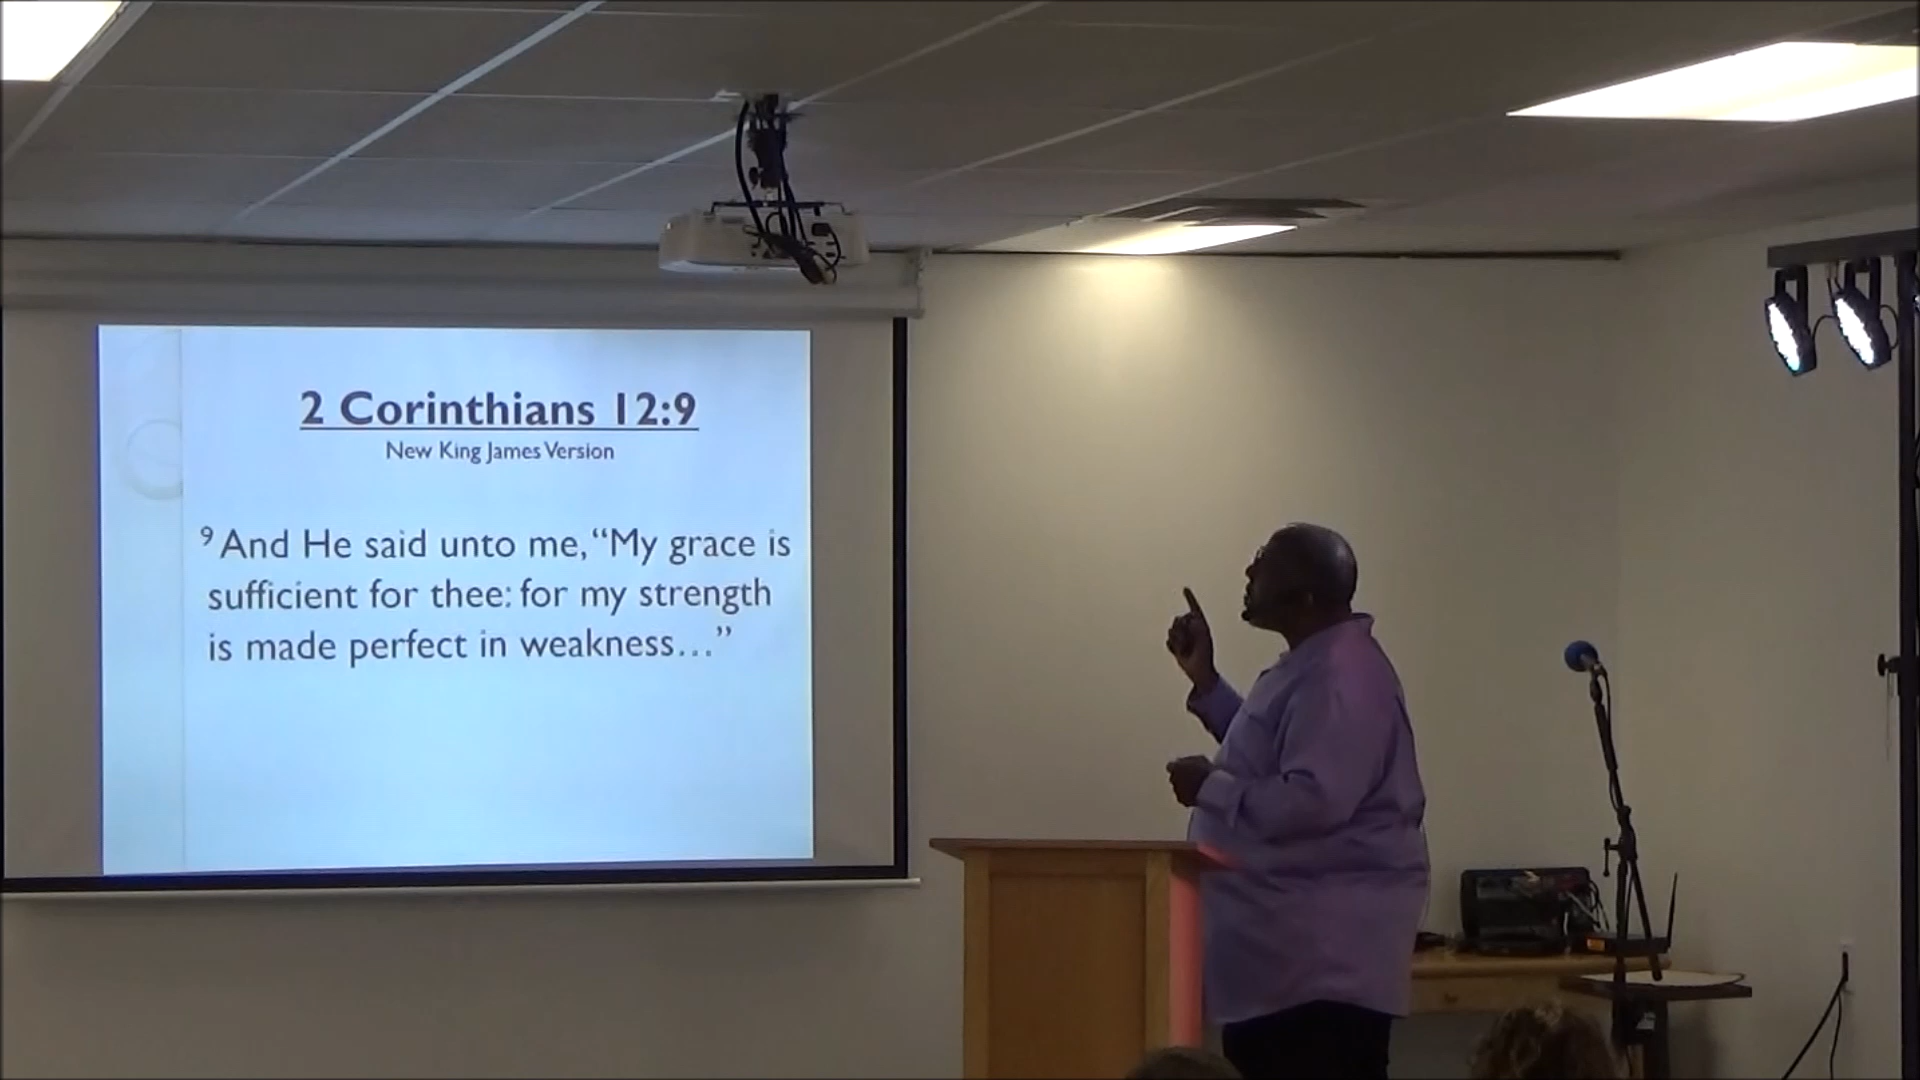 2 Corinthians 12:9
New King James Version
9 And He said unto me, “My grace is
sufficient for thee: for my strength
is made perfect in weakness…”